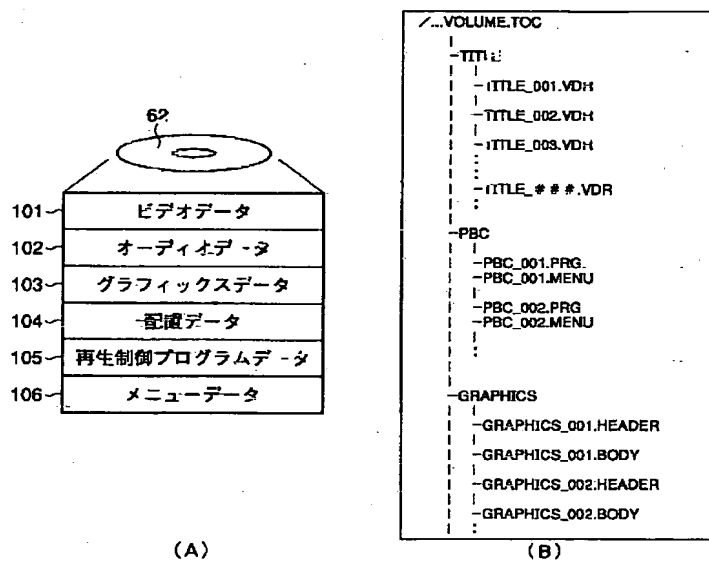 62
101
ビデオデータ
102
オーディオデータ
103
グラフィックスデータ
104
配置データ
105
再生制御プログラムデータ
106
メニューデータ
(A)
/...VOLUME.TOC
TITLE
TITLE_001.VDH
TITLE_002.VDH
TITLE_003.VDH
TITLE_###.VDR
PBC
PBC_001.PRG
PBC_001.MENU
PBC_002.PRG
PBC_002.MENU
GRAPHICS
GRAPHICS_001.HEADER
GRAPHICS_001.BODY
GRAPHICS_002.HEADER
GRAPHICS_002.BODY
(B)